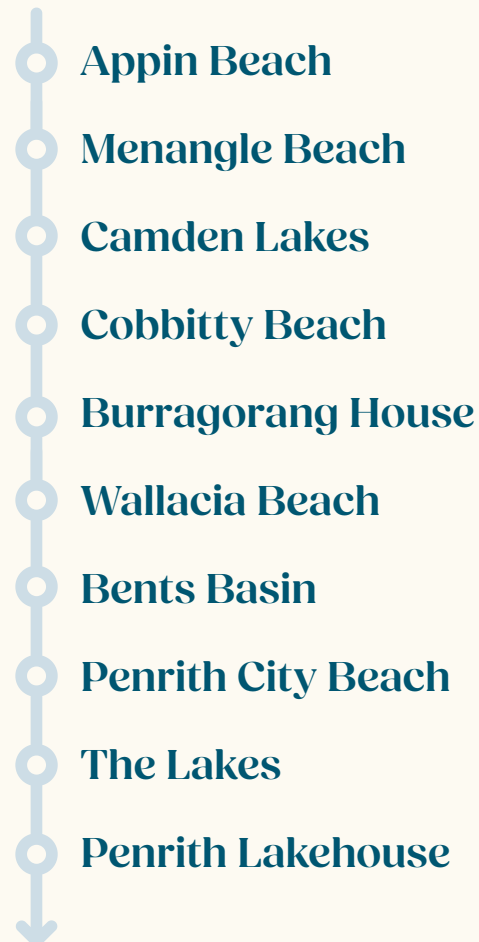 Appin Beach
Menangle Beach
Camden Lakes
Cobbitty Beach
Burragorang House
Wallacia Beach
Bents Basin
Penrith City Beach
The Lakes
Penrith Lakehouse